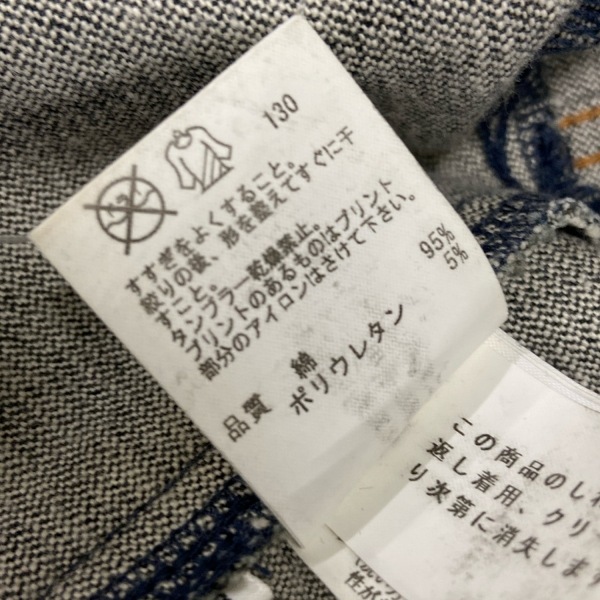 130
すすぎをよくすること。
絞りの後、形を整えてすぐに干
すこと。
タンブラー乾燥禁止。
プリントのあるものはプリント
部分のアイロンはさけて下さい。
品質 綿 95%
ポリウレタン 5%
この商品のしわ
返し着用、クリ
り次第に消失します